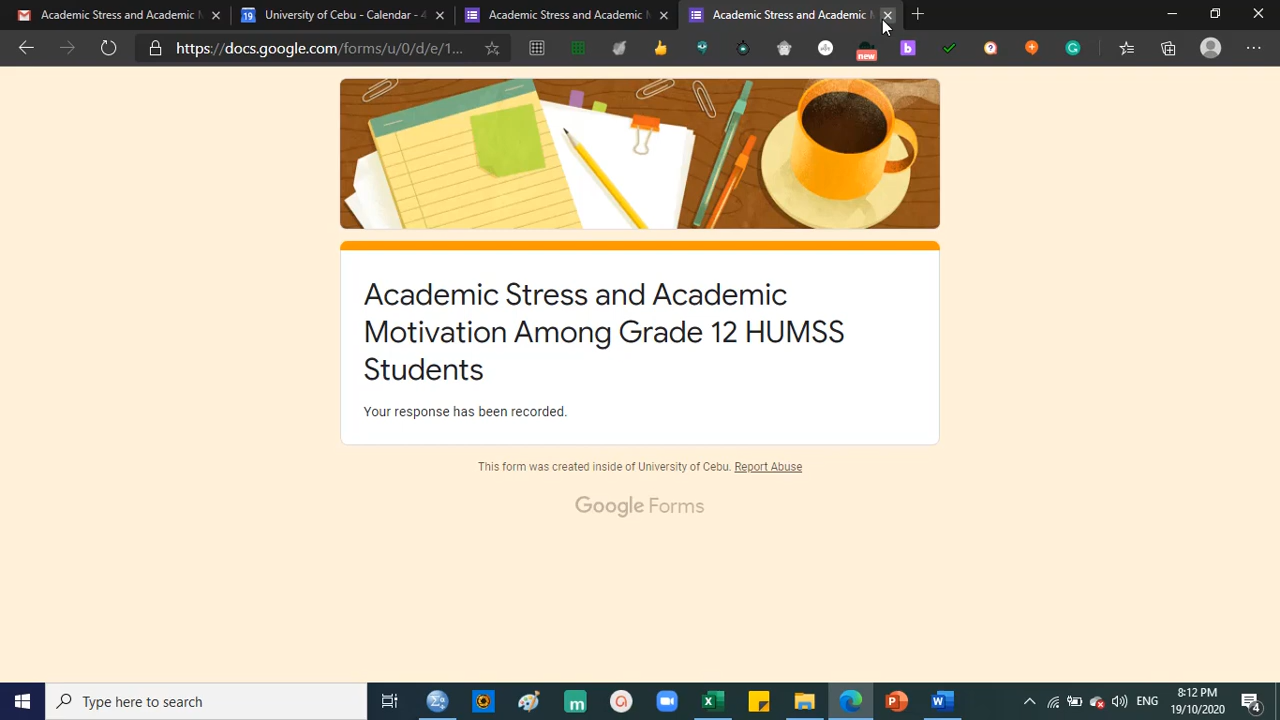 Academic Stress and Academic
University of Cebu - Calendar -
Academic Stress and Academic
Academic Stress and Academic
https://docs.google.com/forms/u/0/d/e/1...
new
b
Academic Stress and Academic
Motivation Among Grade 12 HUMSS
Students
Your response has been recorded.
This form was created inside of University of Cebu. Report Abuse
Google Forms
Type here to search
ENG
8:12 PM
19/10/2020
4